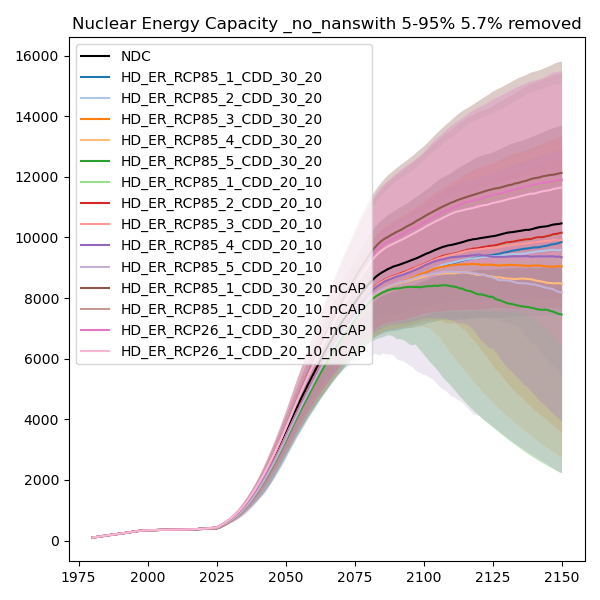 Nuclear Energy Capacity _no_nanswith 5-95% 5.7% removed
16000
14000
12000
10000
8000
6000
4000
2000
0
NDC
HD_ER_RCP85_1_CDD_30_20
HD_ER_RCP85_2_CDD_30_20
HD_ER_RCP85_3_CDD_30_20
HD_ER_RCP85_4_CDD_30_20
HD_ER_RCP85_5_CDD_30_20
HD_ER_RCP85_1_CDD_20_10
HD_ER_RCP85_2_CDD_20_10
HD_ER_RCP85_3_CDD_20_10
HD_ER_RCP85_4_CDD_20_10
HD_ER_RCP85_5_CDD_20_10
HD_ER_RCP85_1_CDD_30_20_nCAP
HD_ER_RCP85_1_CDD_20_10_nCAP
HD_ER_RCP26_1_CDD_30_20_nCAP
HD_ER_RCP26_1_CDD_20_10_nCAP
1975 2000 2025 2050 2075 2100 2125 2150